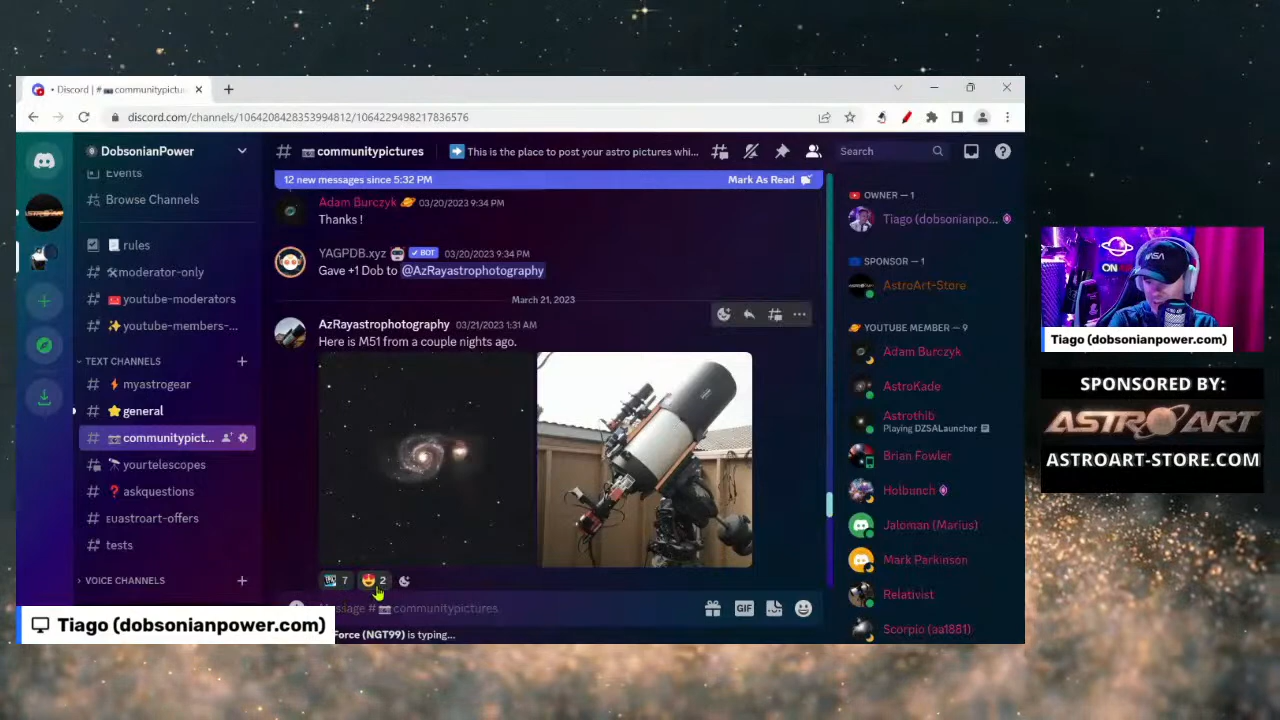 Discord | # communitypictu
discord.com/channels/1064208428353994812/1064229498217836576
DobsonianPower
Events
Browse Channels
rules
moderator-only
youtube-moderators
youtube-members-...
TEXT CHANNELS
myastrogear
general
communitypict...
yourtelescopes
askquestions
EUastroart-offers
tests
VOICE CHANNELS
communitypictures
This is the place to post your astro pictures whi...
Search
12 new messages since 5:32 PM
Mark As Read
Adam Burczyk 03/20/2023 9:34 PM
Thanks !
YAGPDB.xyz BOT 03/20/2023 9:34 PM
Gave +1 Dob to @AzRayastrophotography
March 21, 2023
AzRayastrophotography 03/21/2023 1:31 AM
Here is M51 from a couple nights ago.
7 2
communitypictures.
GIF
Force (NGT99) is typing...
OWNER — 1
Tiago (dobsonianpo...
SPONSOR — 1
AstroArt-Store
YOUTUBE MEMBER — 9
Adam Burczyk
AstroKade
Astrothlb
Playing DZSALauncher
Brian Fowler
Holbunch
Jaloman (Marius)
Mark Parkinson
Relativist
Scorpio (aa1881)
Tiago (dobsonianpower.com)
Tiago (dobsonianpower.com)
SPONSORED BY:
ASTROART
ASTROART-STORE.COM